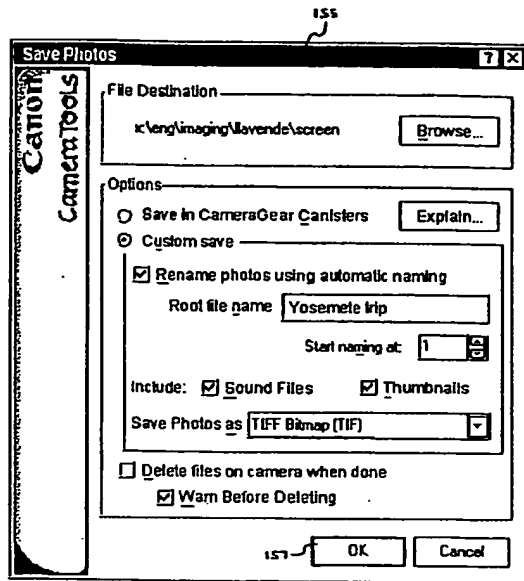 155
Save Photos
Canon
CameraTools
File Destination
ic\eng\imaging\llavende\screen
Browse...
Options
Save in CameraGear Canisters
Explain...
Custom save
Rename photos using automatic naming
Root file name
Yosemete trip
Start naming at:
1
Include:
Sound Files
Thumbnails
Save Photos as
TIFF Bitmap (TIF)
Delete files on camera when done
Warn Before Deleting
157
OK
Cancel